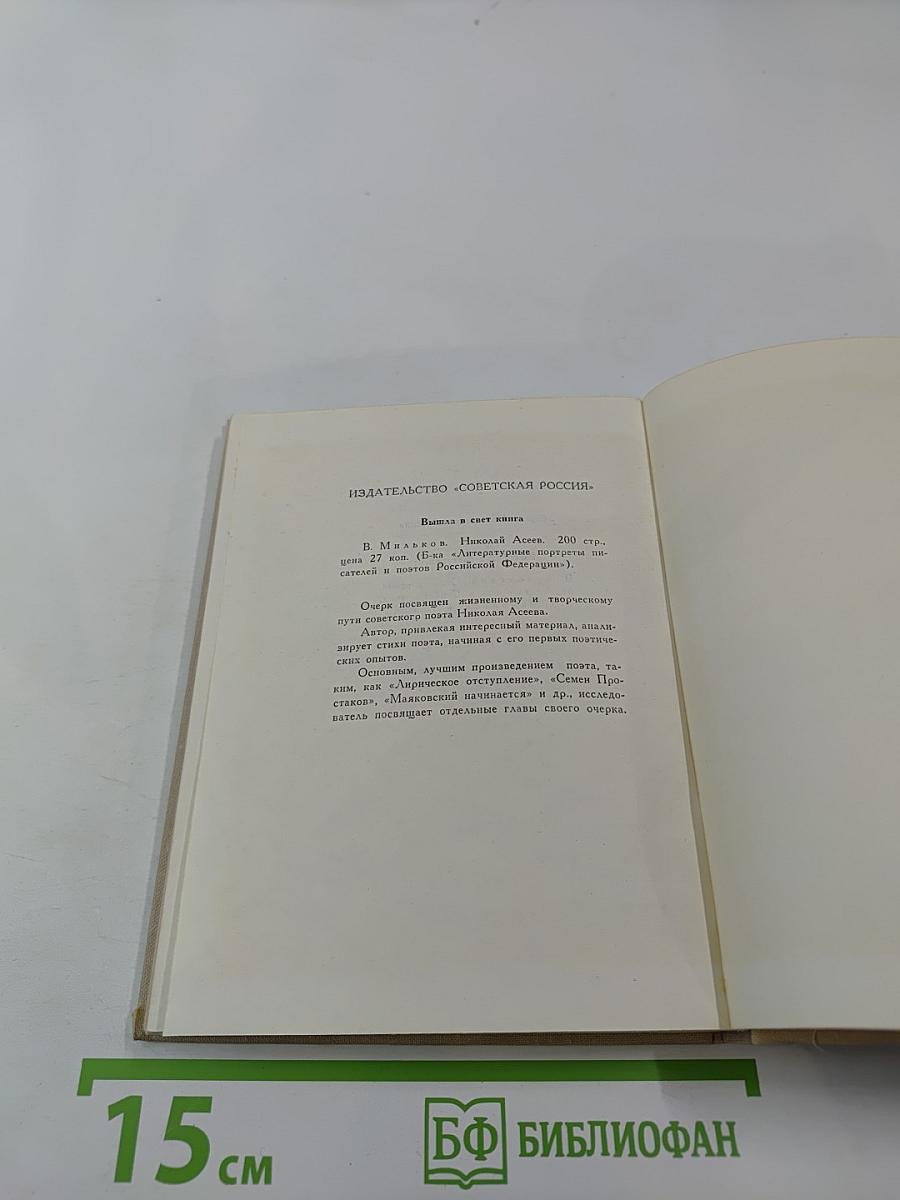 ИЗДАТЕЛЬСТВО «СОВЕТСКАЯ РОССИЯ»
Вышла в свет книга
В. Мильков. Николай Асеев. 200 стр.,
цена 27 коп. (Б-ка «Литературные портреты пи-
сателей и поэтов Российской Федерации»).
Очерк посвящен жизненному и творческому
пути советского поэта Николая Асеева.
Автор, привлекая интересный материал, анали-
зирует стихи поэта, начиная с его первых поэтиче-
ских опытов.
Основным, лучшим произведением поэта, та-
ким, как «Лирическое отступление», «Семен Про-
стаков», «Маяковский начинается» и др., исследо-
ватель посвящает отдельные главы своего очерка.
15 см
БФ БИБЛИОФАН